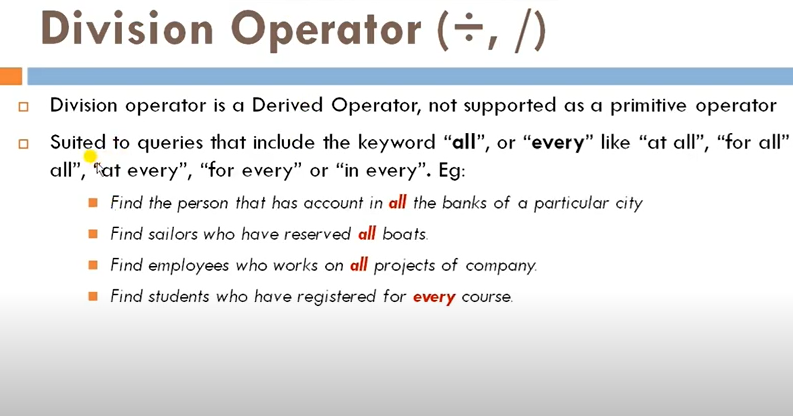 Division Operator (÷, /)
Division operator is a Derived Operator, not supported as a primitive operator
Suited to queries that include the keyword “all”, or “every” like “at all”, “for all”
all”, “at every”, “for every” or “in every”. Eg:
Find the person that has account in all the banks of a particular city
Find sailors who have reserved all boats.
Find employees who works on all projects of company.
Find students who have registered for every course.